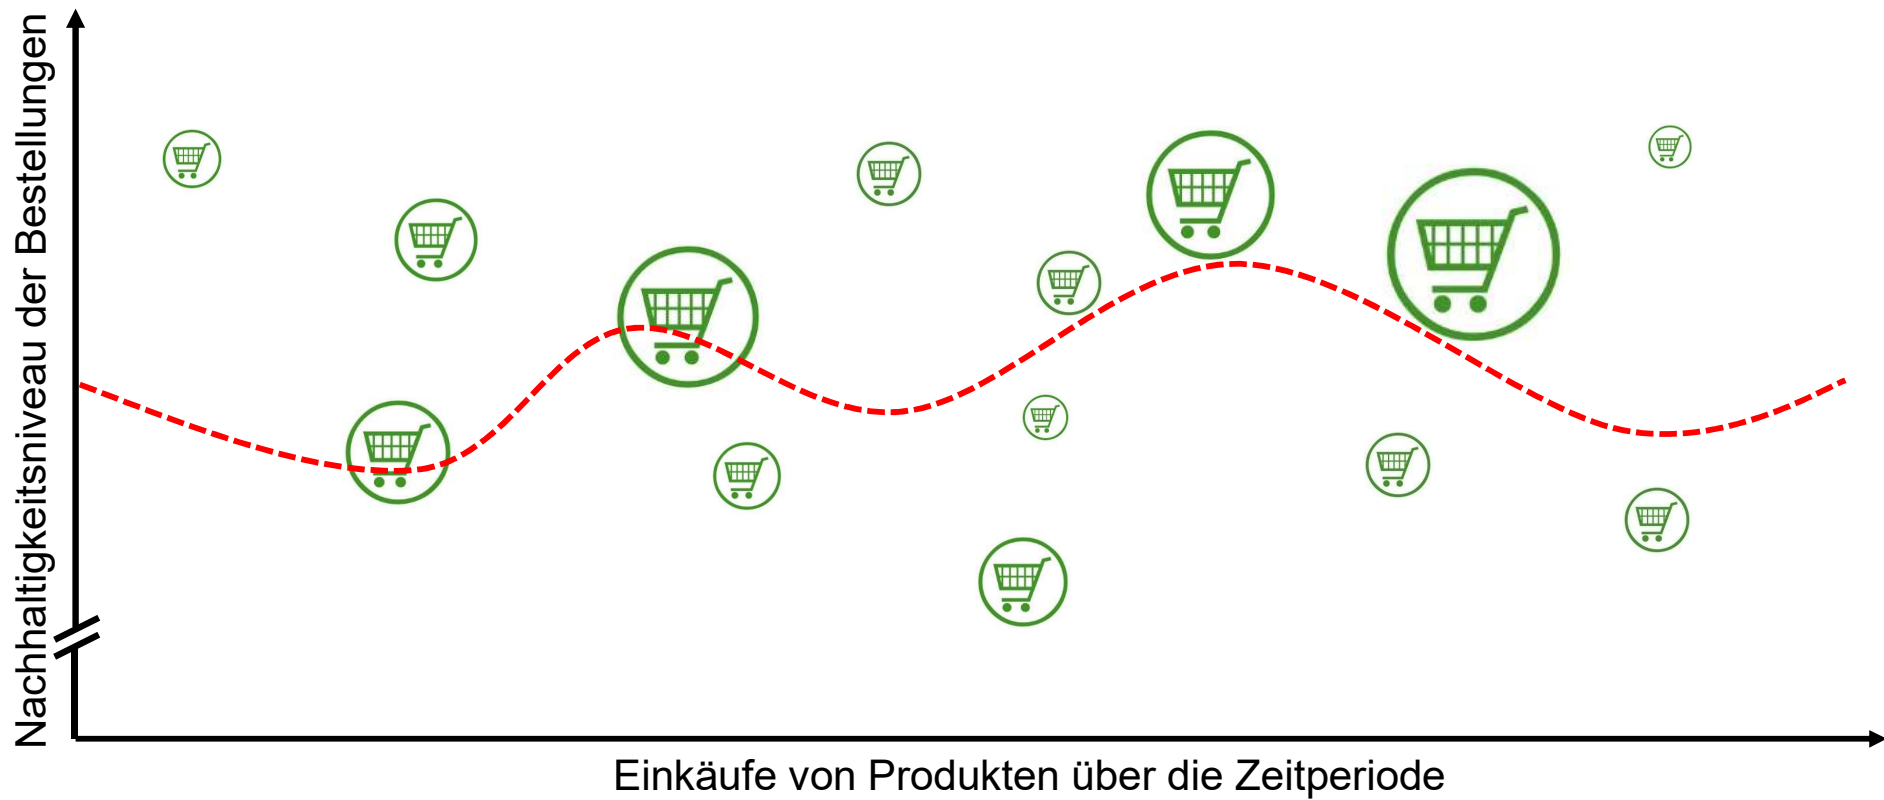 Nachhaltigkeitsniveau der Bestellungen
Einkäufe von Produkten über die Zeitperiode